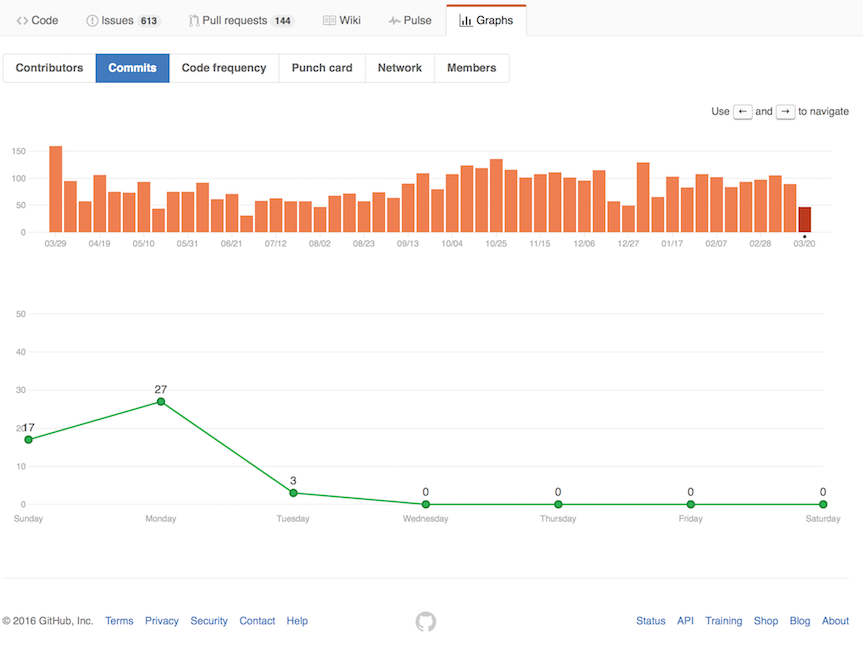 Code Issues 613 Pull requests 144 Wiki Pulse Graphs
Contributors Commits Code frequency Punch card Network Members
Use ← and → to navigate
150
100
50
0
03/29 04/19 05/10 05/31 06/21 07/12 08/02 08/23 09/13 10/04 10/25 11/15 12/06 12/27 01/17 02/07 02/28 03/20
50
40
30
27
20
17
10
3
0 0 0 0
0
Sunday Monday Tuesday Wednesday Thursday Friday Saturday
© 2016 GitHub, Inc. Terms Privacy Security Contact Help Status API Training Shop Blog About